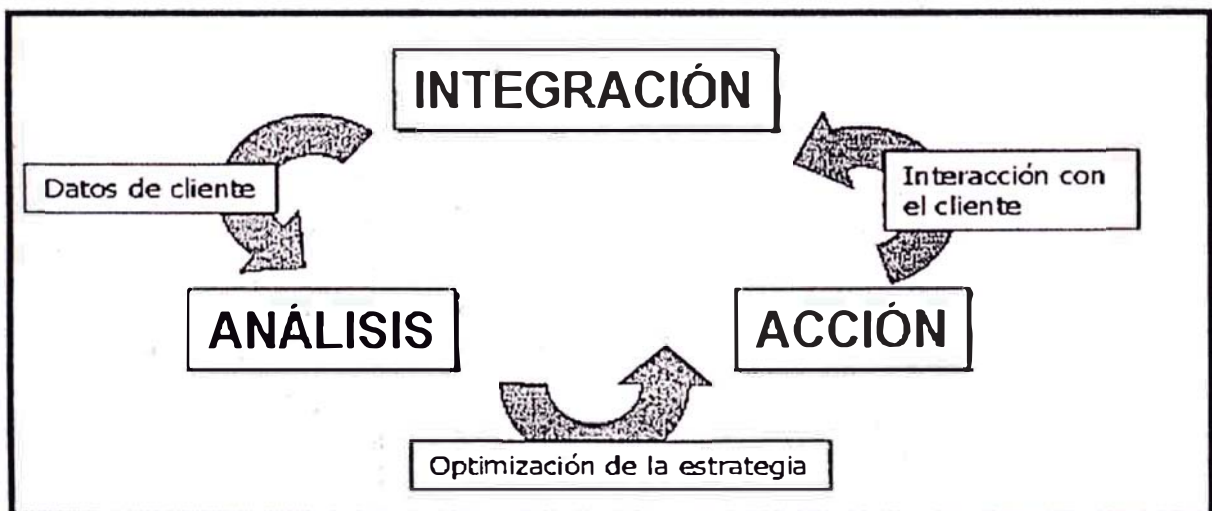 INTEGRACIÓN
Datos de cliente
Interacción con
el cliente
ANÁLISIS
ACCIÓN
Optimización de la estrategia